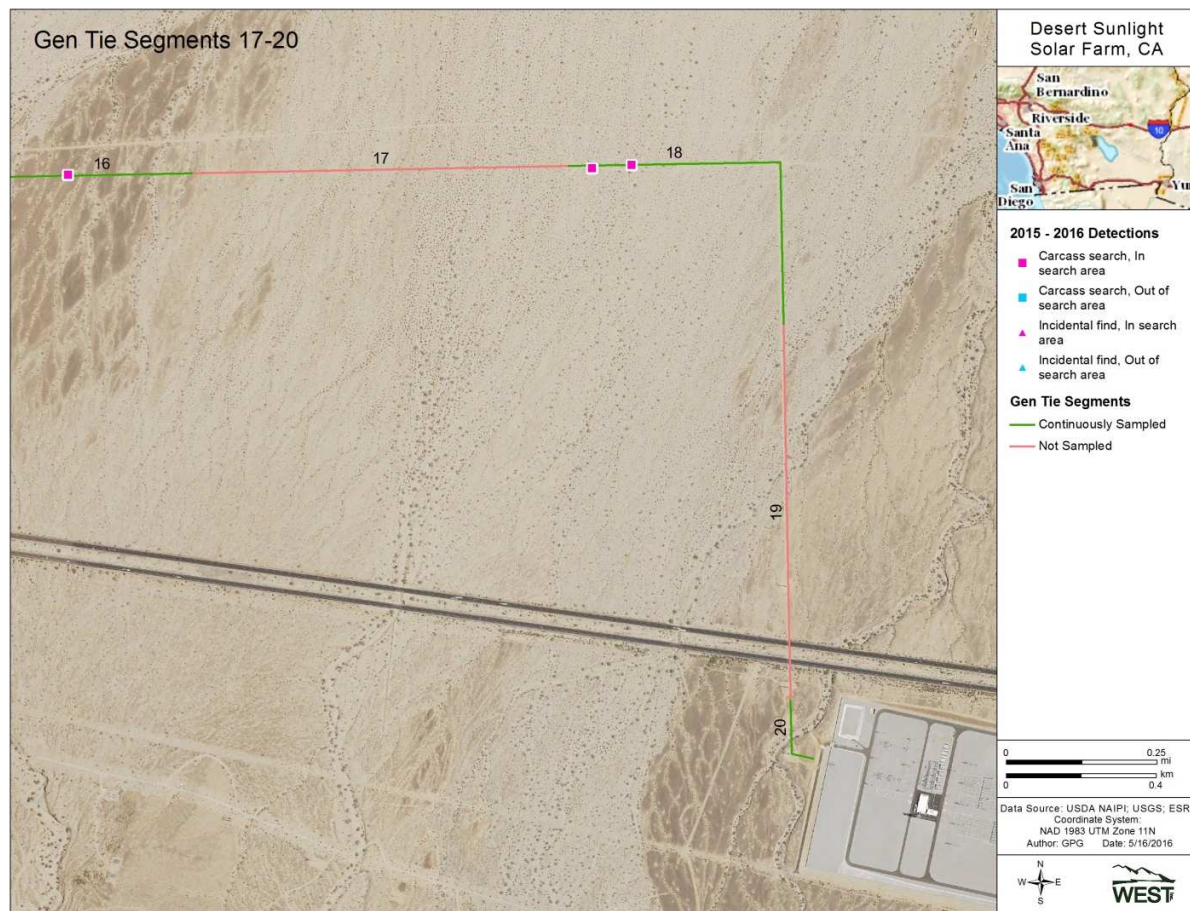 Gen Tie Segments 17-20
16
17
18
19
20
Desert Sunlight
Solar Farm, CA
San
Bernardino
Riverside
Santa
Ana
10
San
Diego
Yu
2015 - 2016 Detections
Carcass search, In
search area
Carcass search, Out of
search area
Incidental find, In search
area
Incidental find, Out of
search area
Gen Tie Segments
Continuously Sampled
Not Sampled
0 0.25
mi
km
0 0.4
Data Source: USDA NAIPI; USGS; ESR
Coordinate System:
NAD 1983 UTM Zone 11N
Author: GPG Date: 5/16/2016
N
W E
S
WEST